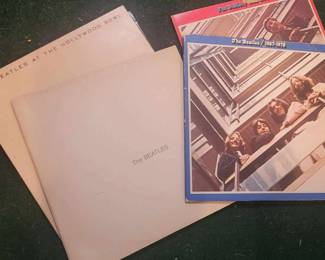 BEATLES AT THE HOLLYWOOD BOWL
The BEATLES
The Beatles / 1967-1970